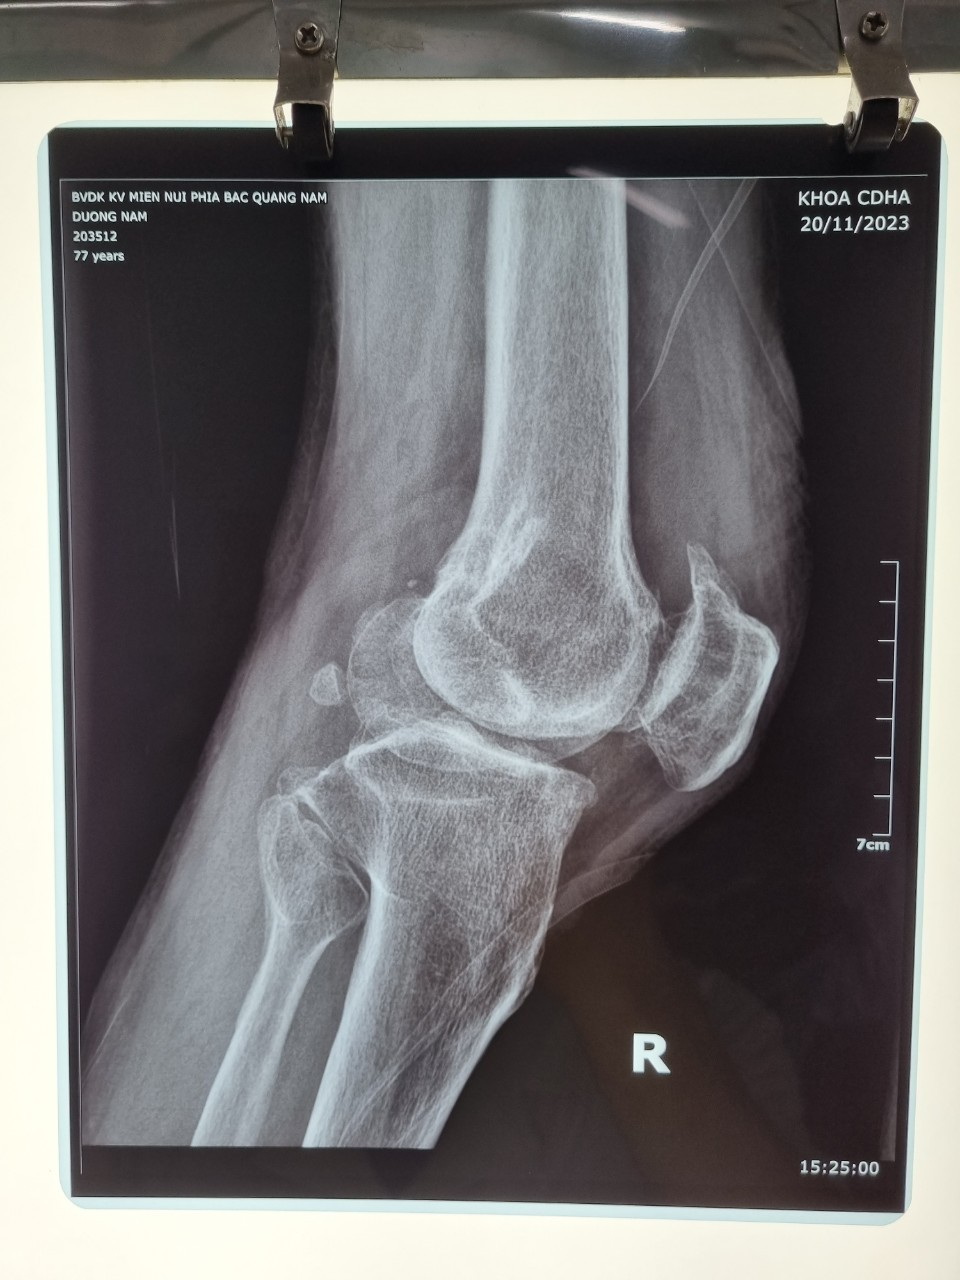 BVDK KV MIEN NUI PHIA BAC QUANG NAM
DUONG NAM
203512
77 years
KHOA CDHA
20/11/2023
7cm
R
15:25:00